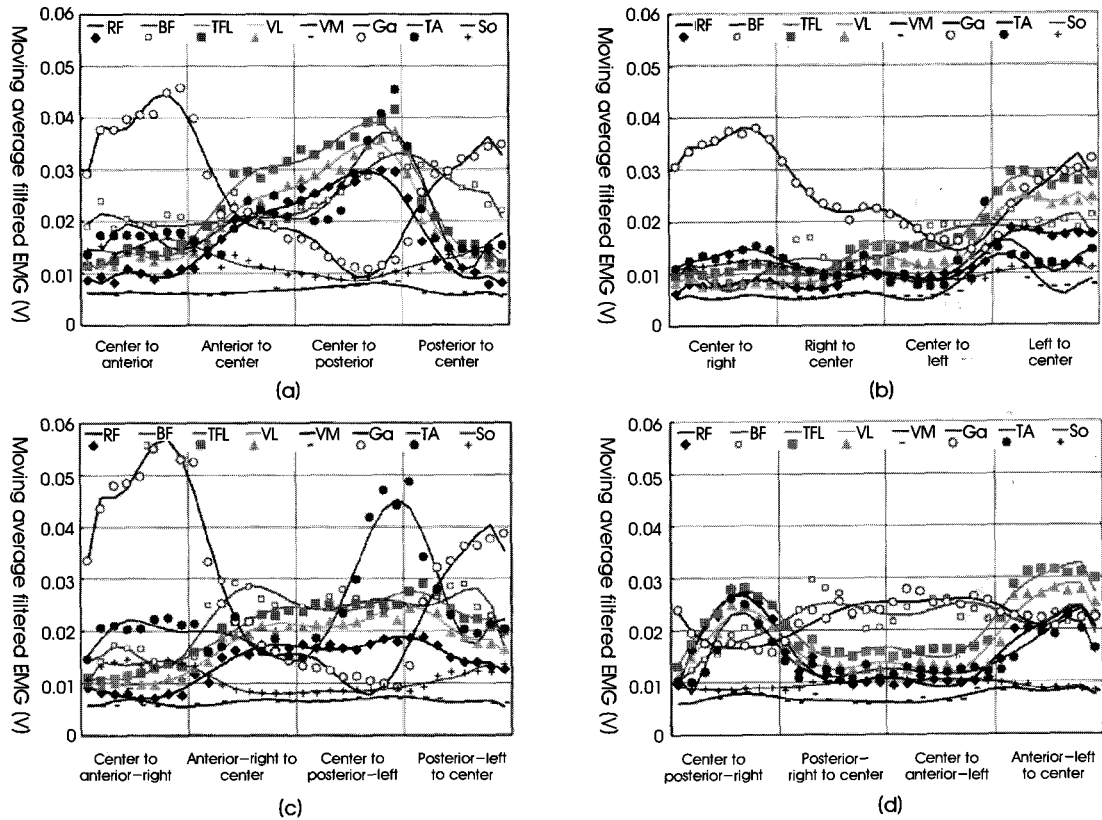 RF BF TFL VL VM Ga TA So
Moving average filtered EMG (V)
0.06
0.05
0.04
0.03
0.02
0.01
0
Center to anterior
Anterior to center
Center to posterior
Posterior to center
(a)
RF BF TFL VL VM Ga TA So
Moving average filtered EMG (V)
0.06
0.05
0.04
0.03
0.02
0.01
0
Center to right
Right to center
Center to left
Left to center
(b)
RF BF TFL VL VM Ga TA So
Moving average filtered EMG (V)
0.06
0.05
0.04
0.03
0.02
0.01
0
Center to anterior-right
Anterior-right to center
Center to posterior-left
Posterior-left to center
(c)
RF BF TFL VL VM Ga TA So
Moving average filtered EMG (V)
0.06
0.05
0.04
0.03
0.02
0.01
0
Center to posterior-right
Posterior-right to center
Center to anterior-left
Anterior-left to center
(d)